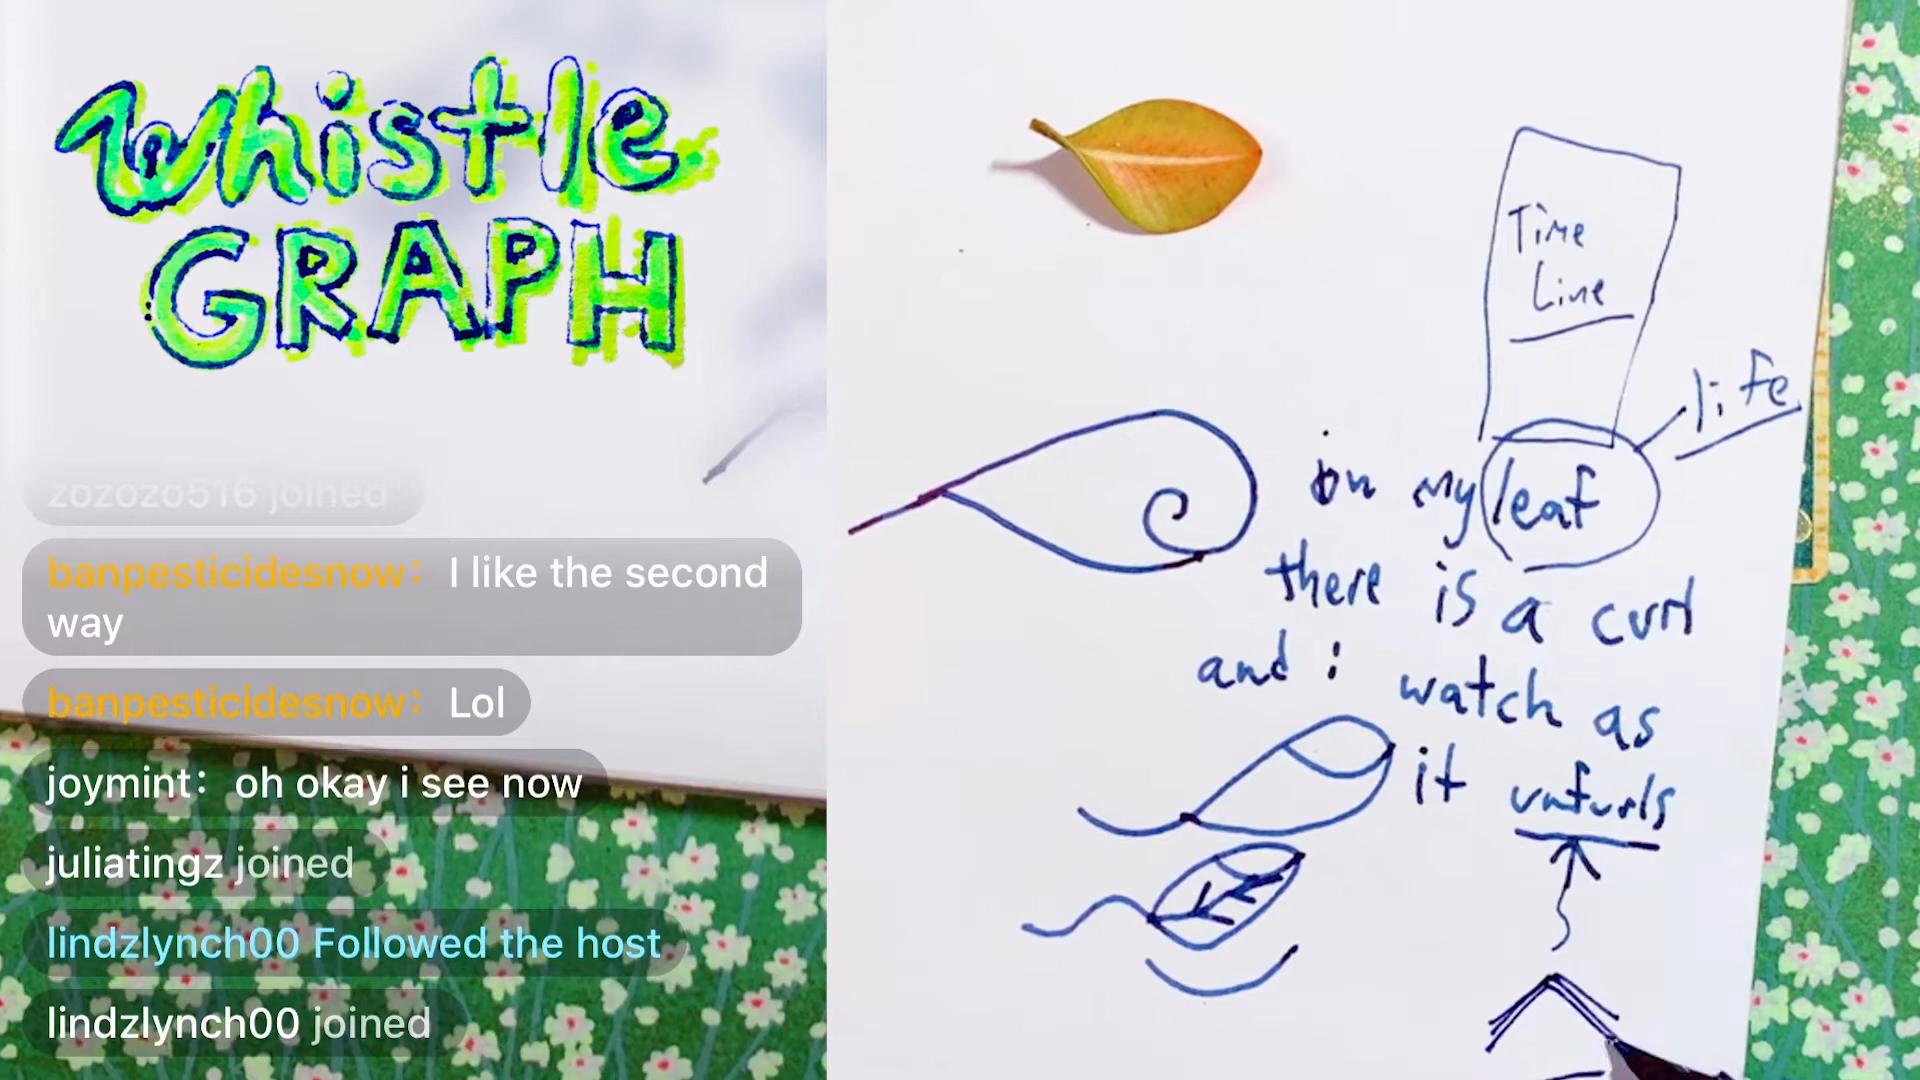 Whistle
GRAPH
zozozo516 joined
banpesticidesnow: I like the second
way
banpesticidesnow: Lol
joymint: oh okay i see now
juliatingz joined
lindzlynch00 Followed the host
lindzlynch00 joined
Time
Line
life
on my leaf
there is a curl
and i watch as
it unfurls